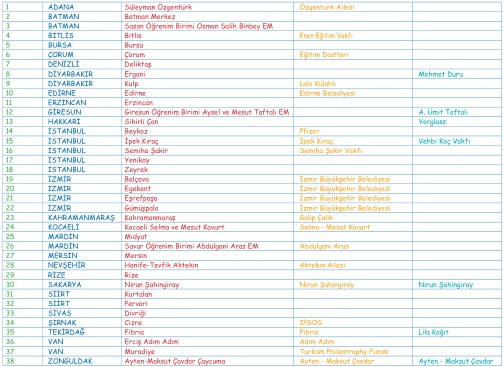 1 ADANA Süleyman Özgentürk Özgentürk Ailesi
2 BATMAN Batman Merkez
3 BATMAN Sason Öğrenim Birimi Osman Salih Binbay EM
4 BİTLİS Bitlis Eren Eğitim Vakfı
5 BURSA Bursa
6 ÇORUM Çorum Eğitim Dostları
7 DENİZLİ Deliktaş
8 DİYARBAKIR Ergani Mehmet Duru
9 DİYARBAKIR Kulp Lale Külahlı
10 EDİRNE Edirne Edirne Belediyesi
11 ERZİNCAN Erzincan
12 GİRESUN Giresun Öğrenim Birimi Aysel ve Mesut Taftalı EM A. Ümit Taftalı
13 HAKKARİ Sihirli Çan Yorglass
14 İSTANBUL Beykoz Pfizer
15 İSTANBUL İpek Kıraç İpek Kıraç Vehbi Koç Vakfı
16 İSTANBUL Semiha Şakir Semiha Şakir Vakfı
17 İSTANBUL Yeniköy
18 İSTANBUL Zeyrek
19 İZMİR Balçova İzmir Büyükşehir Belediyesi
20 İZMİR Egekent İzmir Büyükşehir Belediyesi
21 İZMİR Eşrefpaşa İzmir Büyükşehir Belediyesi
22 İZMİR Gümüşpala İzmir Büyükşehir Belediyesi
23 KAHRAMANMARAŞ Kahramanmaraş Galip Çalik
24 KOCAELİ Kocaeli Selma ve Mesut Kavurt Selma - Mesut Kavurt
25 MARDİN Midyat
26 MARDİN Savur Öğrenim Birimi Abdulgani Aras EM Abdulgani Aras
27 MERSİN Mersin
28 NEVŞEHİR Hanife-Tevfik Aktekin Aktekin Ailesi
29 RİZE Rize
30 SAKARYA Nirun Şahingiray Nirun Şahingiray Nirun Şahingiray
31 SİİRT Kurtalan
32 SİİRT Pervari
33 SİVAS Divriği
34 ŞIRNAK Cizre IPSOS
35 TEKİRDAĞ Fibria Fibria Lila Kağıt
36 VAN Erciş Adım Adım Adım Adım
37 VAN Muradiye Turkish Philantrophy Funds
38 ZONGULDAK Ayten-Maksut Çavdar Çaycuma Ayten - Maksut Çavdar Ayten - Maksut Çavdar